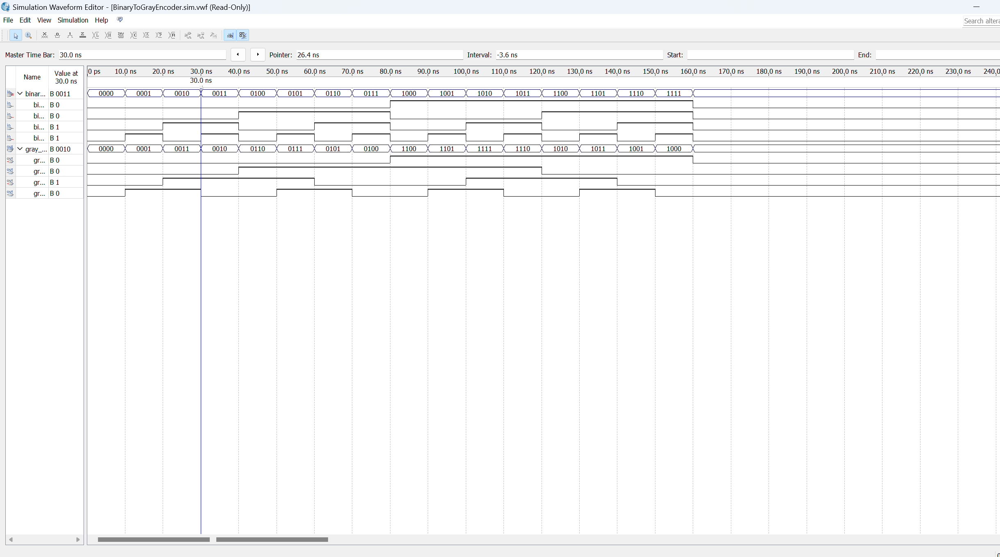 Simulation Waveform Editor - [BinaryToGrayEncoder.sim.vwf (Read-Only)]
File Edit View Simulation Help
Search altera
Master Time Bar: 30.0 ns Pointer: 26.4 ns Interval: -3.6 ns Start: End:
Name Value at 30.0 ns
0 ps 10.0 ns 20.0 ns 30.0 ns 40.0 ns 50.0 ns 60.0 ns 70.0 ns 80.0 ns 90.0 ns 100.0 ns 110.0 ns 120.0 ns 130.0 ns 140.0 ns 150.0 ns 160.0 ns 170.0 ns 180.0 ns 190.0 ns 200.0 ns 210.0 ns 220.0 ns 230.0 ns 240.0
30.0 ns
binar... B 0011 0000 0001 0010 0011 0100 0101 0110 0111 1000 1001 1010 1011 1100 1101 1110 1111
bi... B 0
bi... B 0
bi... B 1
bi... B 1
gray_... B 0010 0000 0001 0011 0010 0110 0111 0101 0100 1100 1101 1111 1110 1010 1011 1001 1000
gr... B 0
gr... B 0
gr... B 1
gr... B 0